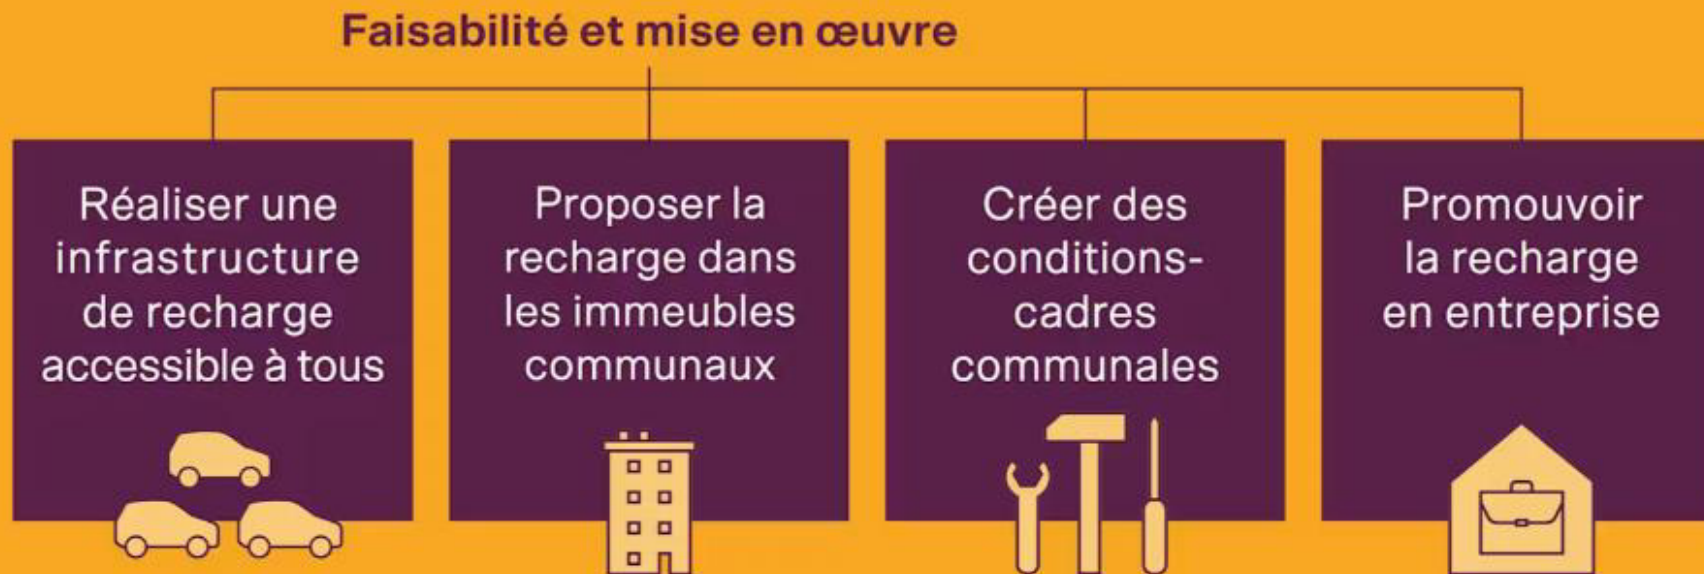 Faisabilité et mise en œuvre
Réaliser une
infrastructure
de recharge
accessible à tous
Proposer la
recharge dans
les immeubles
communaux
Créer des
conditions-
cadres
communales
Promouvoir
la recharge
en entreprise